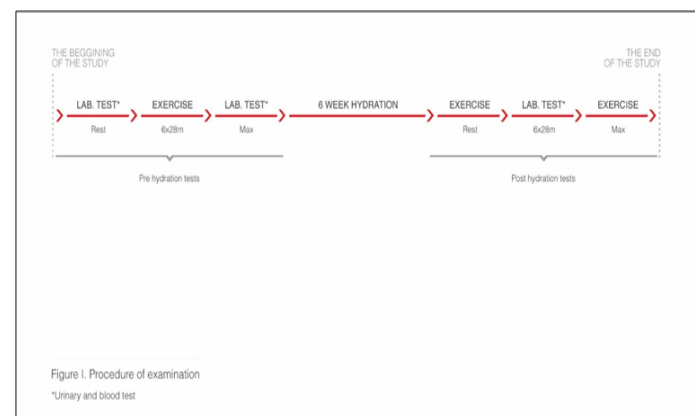 THE BEGGINING
OF THE STUDY
THE END
OF THE STUDY
LAB. TEST* EXERCISE LAB. TEST* 6 WEEK HYDRATION EXERCISE LAB. TEST* EXERCISE
Rest 6x28m Max Rest 6x28m Max
Pre hydration tests Post hydration tests
Figure I. Procedure of examination
*Urinary and blood test